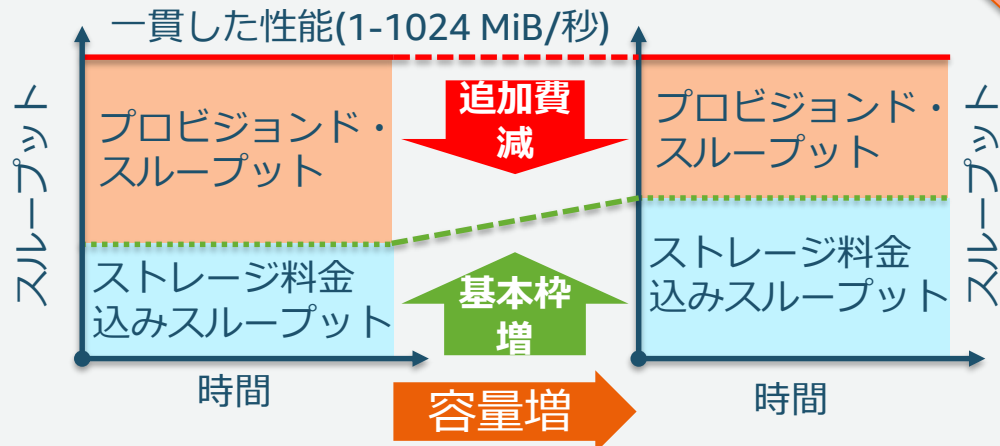 一貫した性能(1-1024 MiB/秒)
スループット
プロビジョンド・
スループット
ストレージ料金
込みスループット
時間
追加費
減
基本枠
増
容量増
プロビジョンド・
スループット
ストレージ料金
込みスループット
時間
スループット